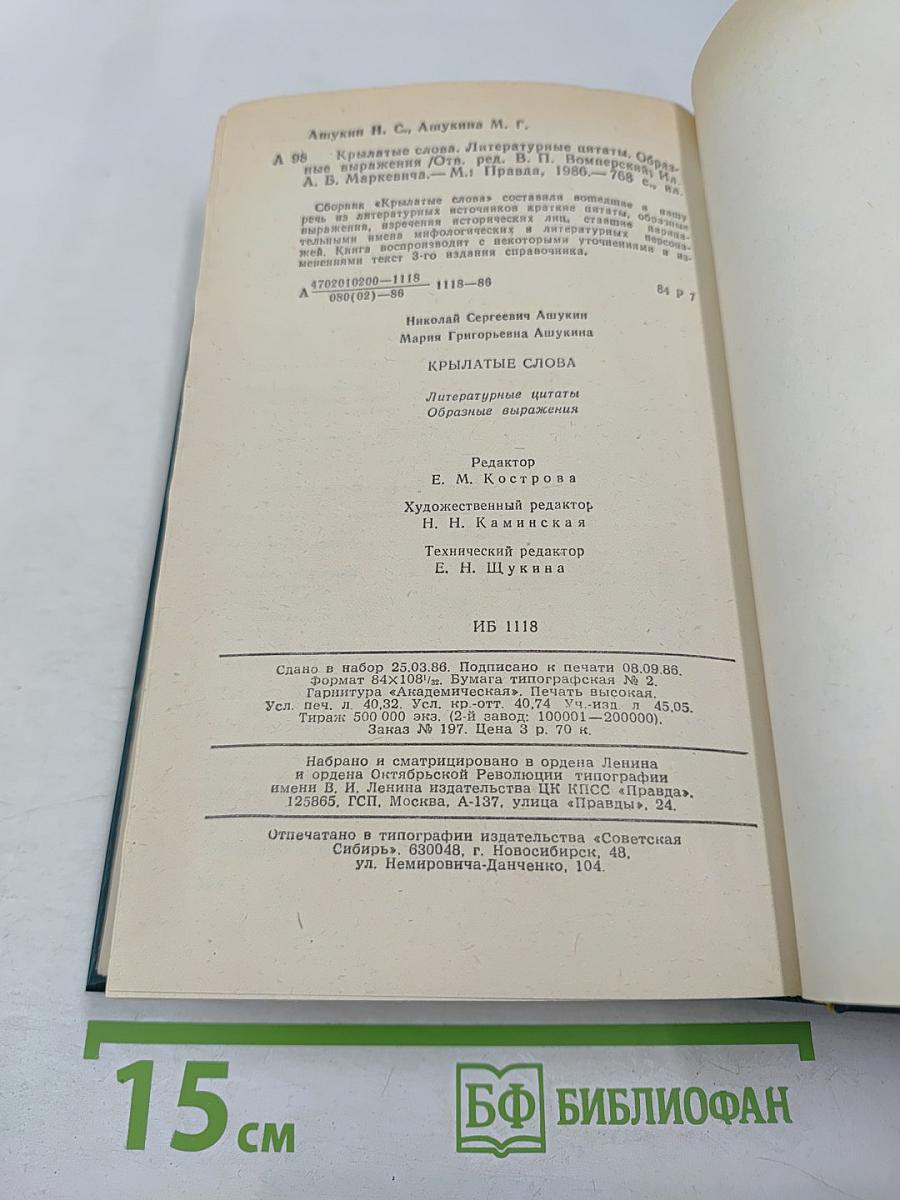 Ашукин Н. С., Ашукина М. Г.
А 98 Крылатые слова. Литературные цитаты. Образ-
ные выражения /Отв. ред. В. П. Вомперский; Ил.
А. Б. Маркевича.— М.: Правда, 1986.— 768 с., ил.
Сборник «Крылатые слова» составили вошедшие в нашу
речь из литературных источников краткие цитаты, образные
выражения, изречения исторических лиц, ставшие нарица-
тельными имена мифологических и литературных персона-
жей. Книга воспроизводит с некоторыми уточнениями и из-
менениями текст 3-го издания справочника.
А 4702010200—1118 1118—86
080(02)—86
84 Р 7
Николай Сергеевич Ашукин
Мария Григорьевна Ашукина
КРЫЛАТЫЕ СЛОВА
Литературные цитаты
Образные выражения
Редактор
Е. М. Кострова
Художественный редактор
Н. Н. Каминская
Технический редактор
Е. Н. Щукина
ИБ 1118
Сдано в набор 25.03.86. Подписано к печати 08.09.86.
Формат 84×108¹/₃₂. Бумага типографская № 2.
Гарнитура «Академическая». Печать высокая.
Усл. печ. л. 40,32. Усл. кр.-отт. 40,74 Уч.-изд. л 45,05.
Тираж 500 000 экз. (2-й завод: 100001—200000).
Заказ № 197. Цена 3 р. 70 к.
Набрано и сматрицировано в ордена Ленина
и ордена Октябрьской Революции типографии
имени В. И. Ленина издательства ЦК КПСС «Правда».
125865, ГСП, Москва, А-137, улица «Правды», 24.
Отпечатано в типографии издательства «Советская
Сибирь». 630048, г. Новосибирск, 48,
ул. Немировича-Данченко, 104.
15 см
БФ БИБЛИОФАН